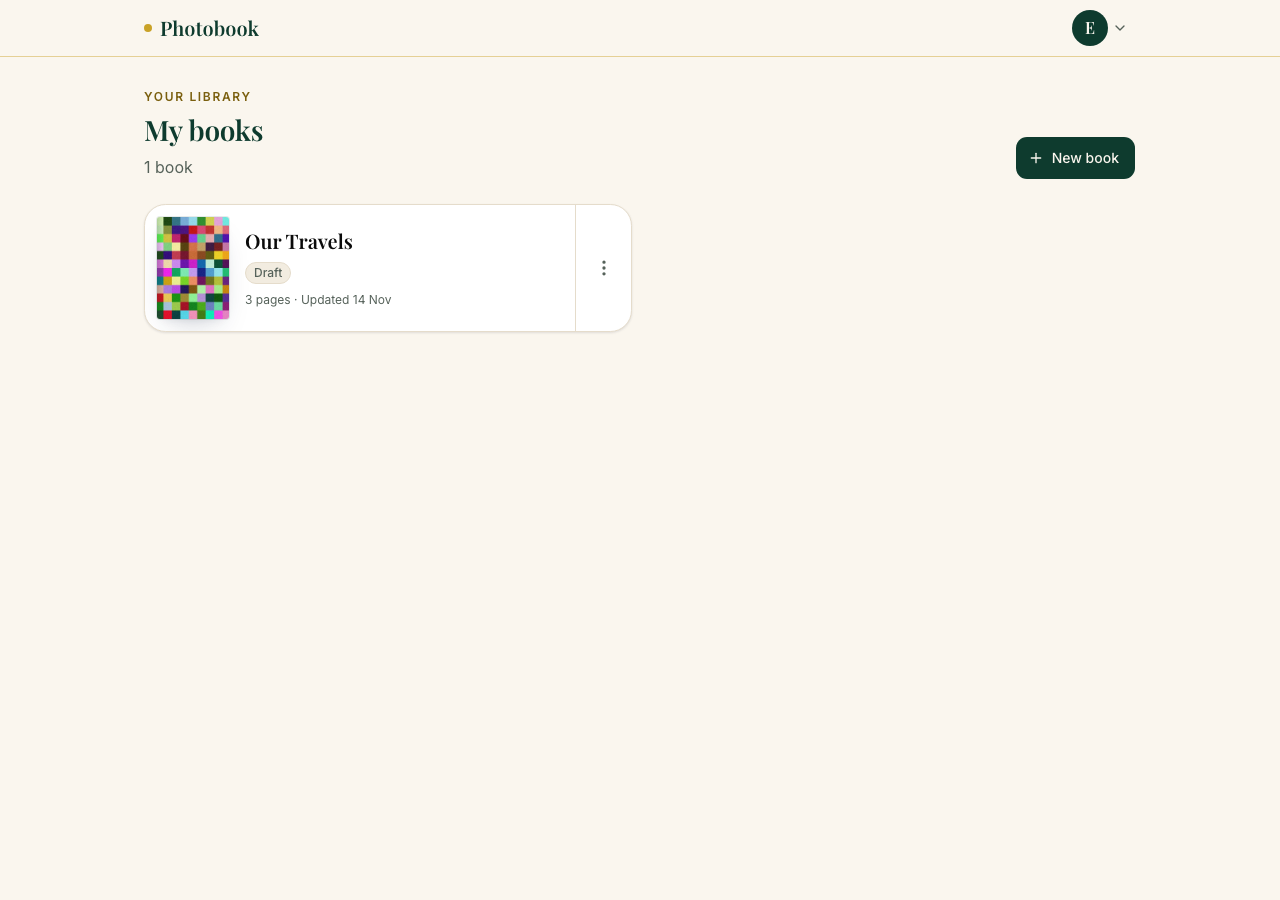 Photobook
E
YOUR LIBRARY
My books
1 book
New book
Our Travels
Draft
3 pages · Updated 14 Nov